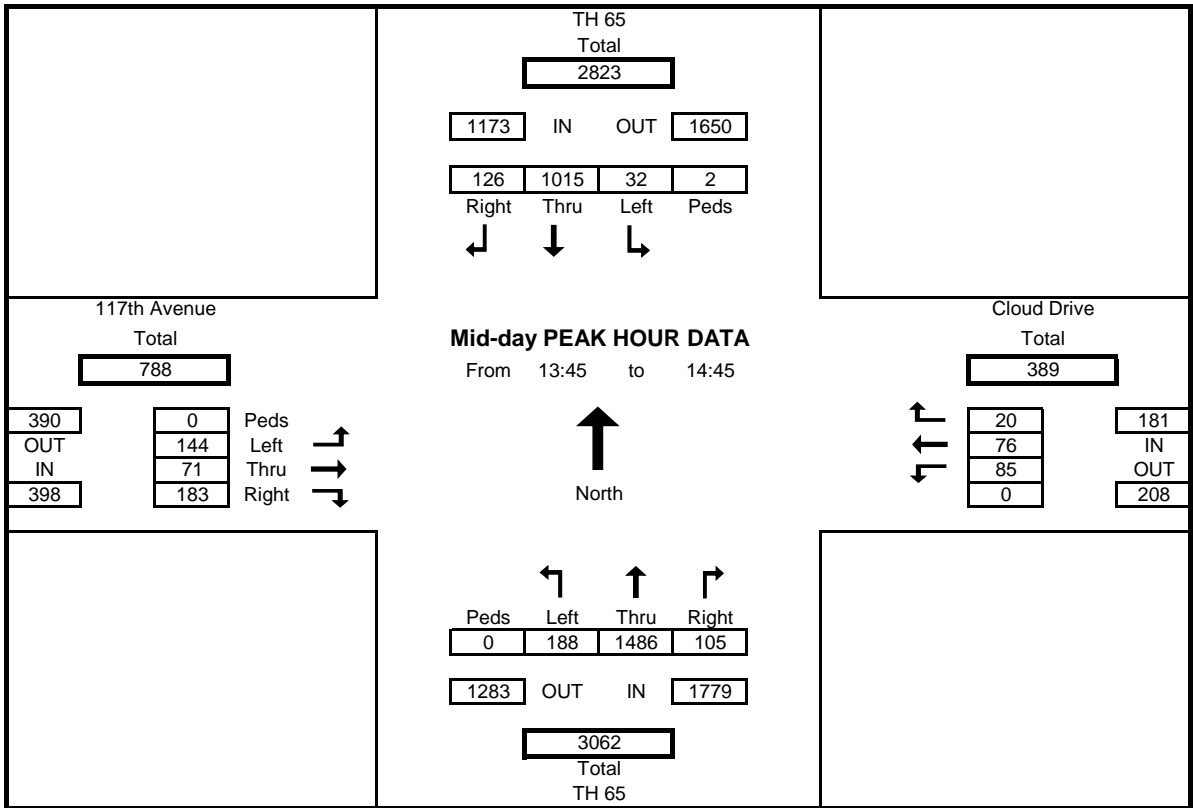 TH 65
Total
2823
1173 IN OUT 1650
126 1015 32 2
Right Thru Left Peds
117th Avenue
Total
788
390 0 Peds
OUT 144 Left
IN 71 Thru
398 183 Right
Mid-day PEAK HOUR DATA
From 13:45 to 14:45
North
Cloud Drive
Total
389
20 181
76 IN
85 OUT
0 208
Peds Left Thru Right
0 188 1486 105
1283 OUT IN 1779
3062
Total
TH 65